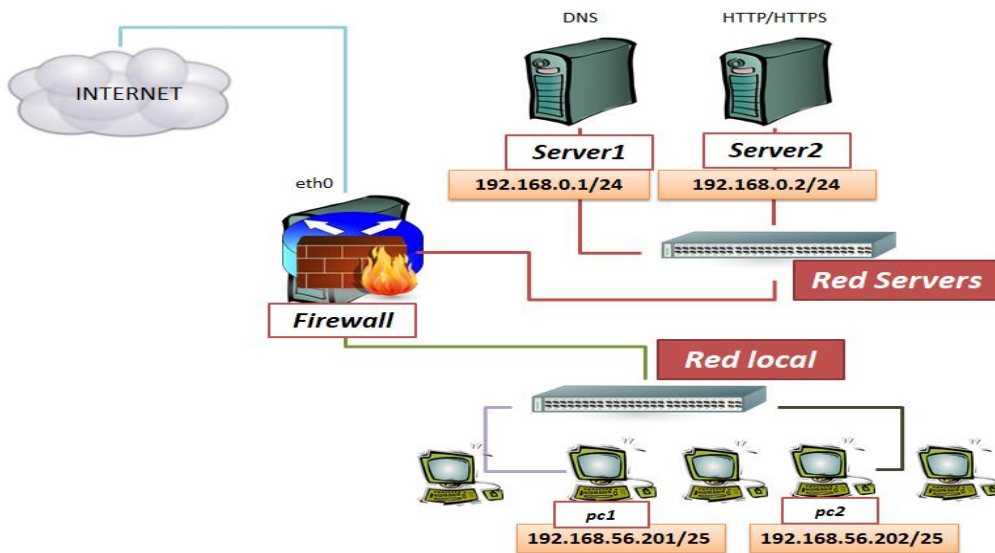 DNS
HTTP/HTTPS
INTERNET
Server1
Server2
192.168.0.1/24
192.168.0.2/24
eth0
Red Servers
Firewall
Red local
pc1
pc2
192.168.56.201/25
192.168.56.202/25